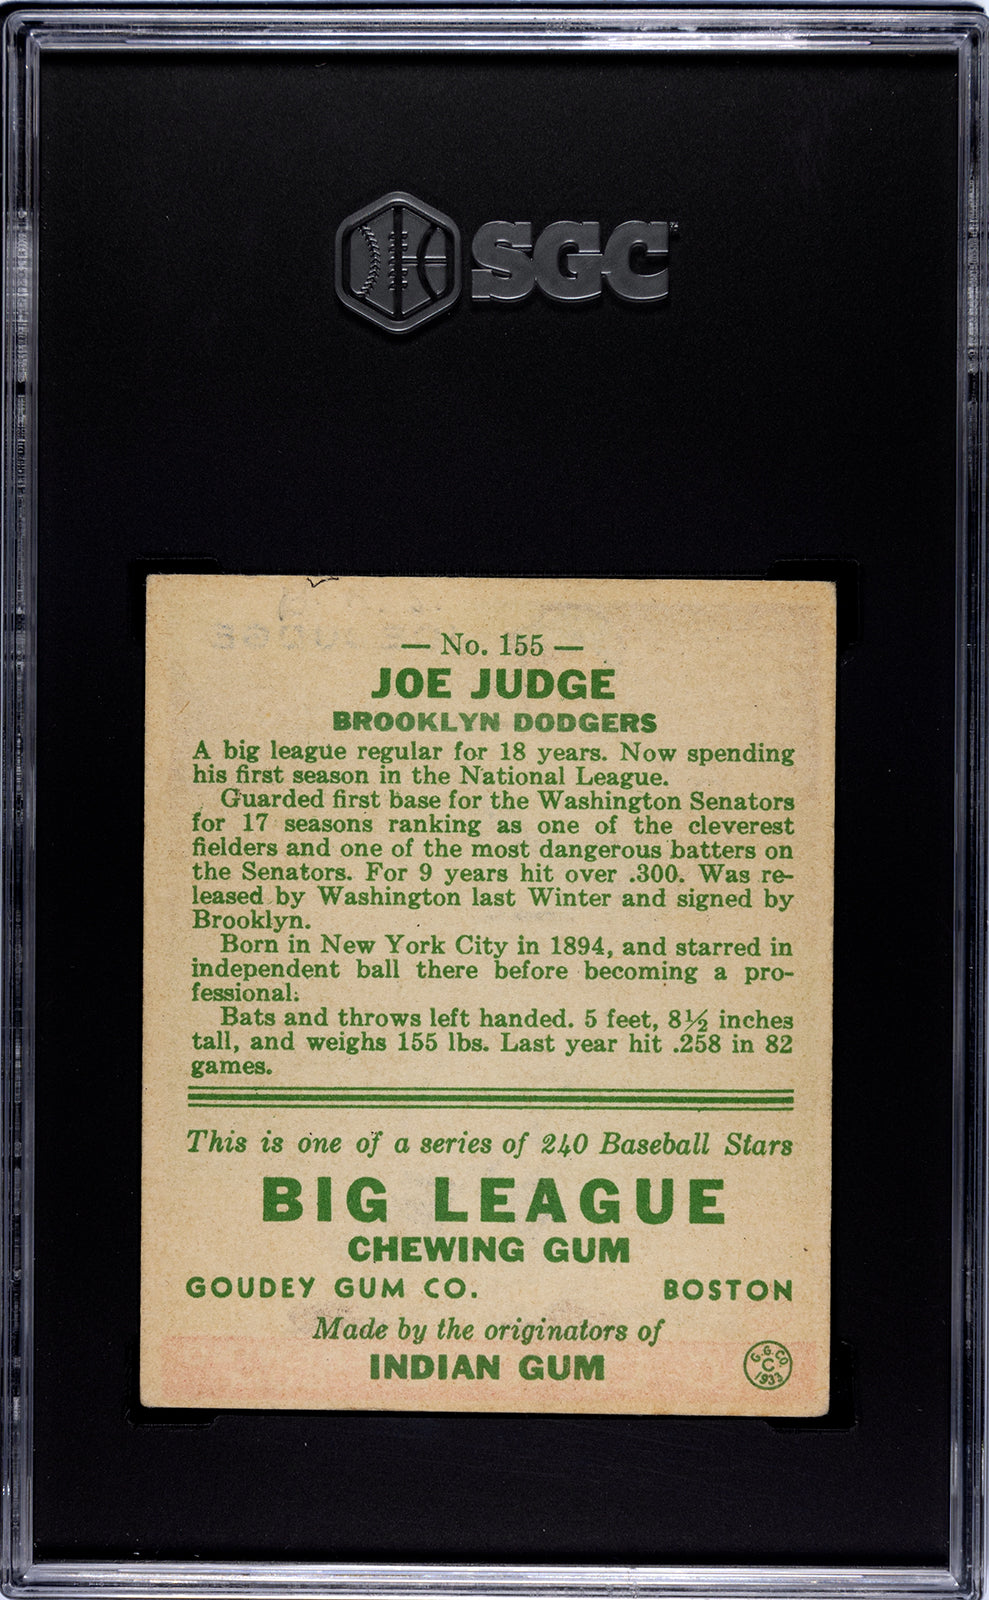 SGC
— No. 155 —
JOE JUDGE
BROOKLYN DODGERS
A big league regular for 18 years. Now spending
his first season in the National League.
Guarded first base for the Washington Senators
for 17 seasons ranking as one of the cleverest
fielders and one of the most dangerous batters on
the Senators. For 9 years hit over .300. Was re-
leased by Washington last Winter and signed by
Brooklyn.
Born in New York City in 1894, and starred in
independent ball there before becoming a pro-
fessional.
Bats and throws left handed. 5 feet, 8½ inches
tall, and weighs 155 lbs. Last year hit .258 in 82
games.
This is one of a series of 240 Baseball Stars
BIG LEAGUE
CHEWING GUM
GOUDEY GUM CO. BOSTON
Made by the originators of
INDIAN GUM
G.G.CO
C
1933